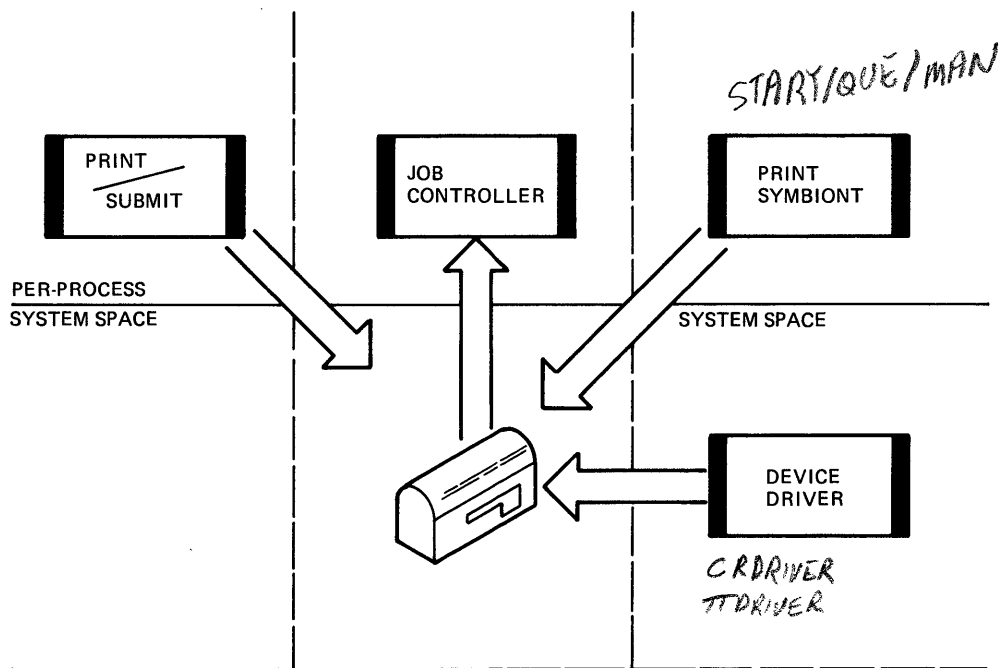 START/QUE/MAN
PRINT
SUBMIT
JOB
CONTROLLER
PRINT
SYMBIONT
PER-PROCESS
SYSTEM SPACE
SYSTEM SPACE
DEVICE
DRIVER
CRDRIVER
TTDRIVER